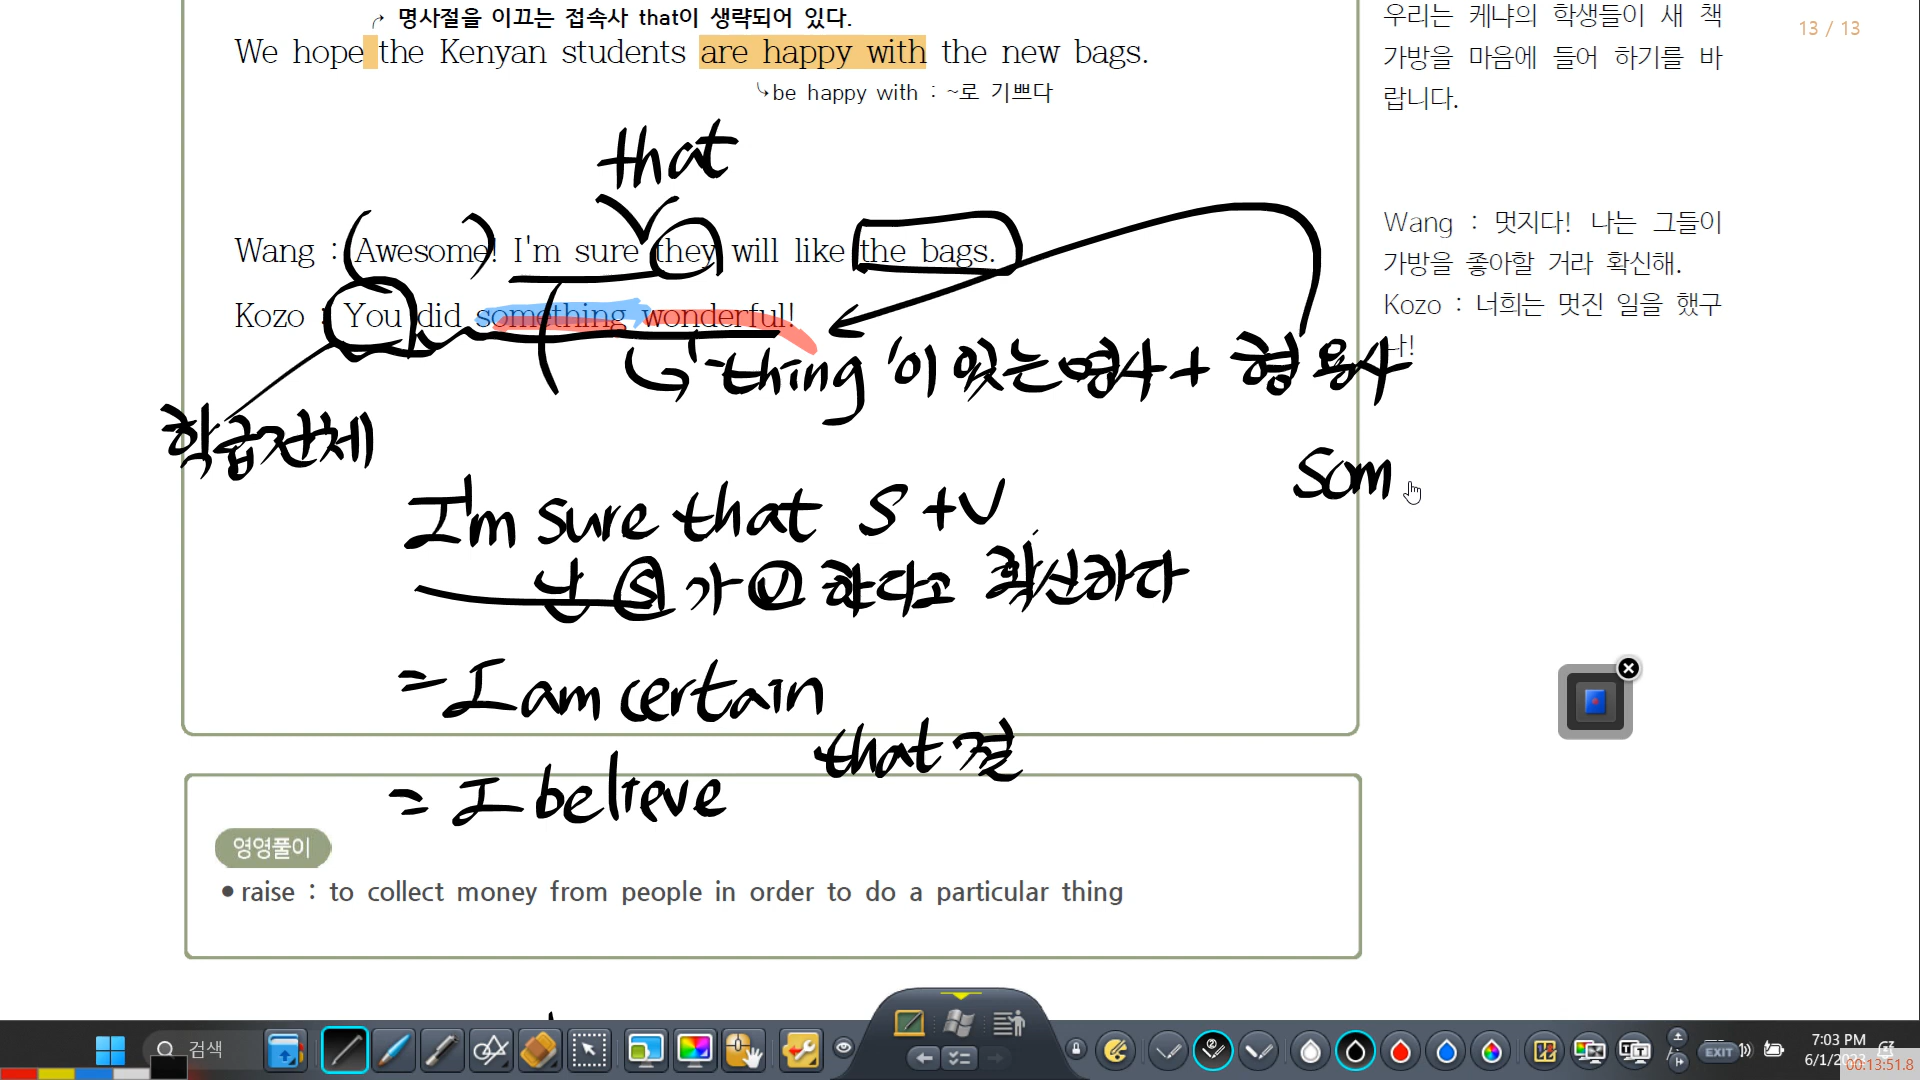 명사절을 이끄는 접속사 that이 생략되어 있다.
We hope the Kenyan students are happy with the new bags.
be happy with : ~로 기쁘다
우리는 케냐의 학생들이 새 책
가방을 마음에 들어 하기를 바
랍니다.
13 / 13
that
Wang : Awesome! I'm sure they will like the bags.
Kozo : You did something wonderful!
Wang : 멋지다! 나는 그들이
가방을 좋아할 거라 확신해.
Kozo : 너희는 멋진 일을 했구
나!
-thing 이 있는 명사 + 형용사
학급전체
Som
I'm sure that S + V
난 S가 V 한다고 확신하다
= I am certain
that 절
= I believe
영영풀이
• raise : to collect money from people in order to do a particular thing
검색
EXIT
7:03 PM
00:13:51.8